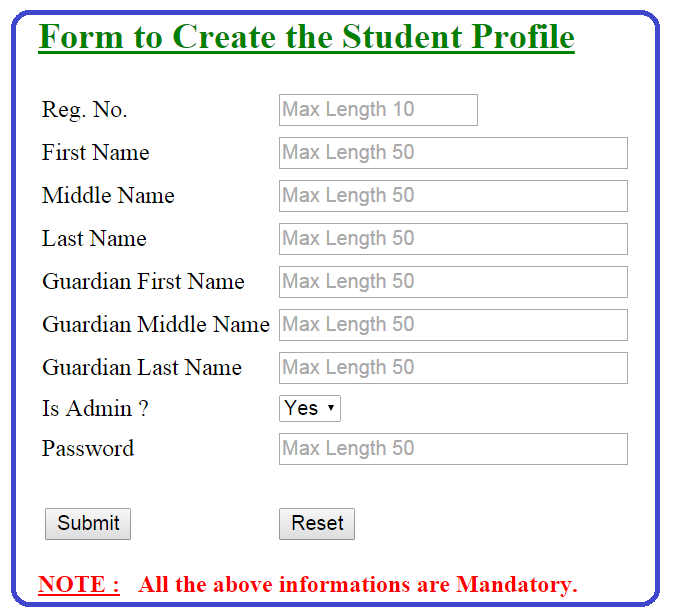 Form to Create the Student Profile
Reg. No. Max Length 10
First Name Max Length 50
Middle Name Max Length 50
Last Name Max Length 50
Guardian First Name Max Length 50
Guardian Middle Name Max Length 50
Guardian Last Name Max Length 50
Is Admin ? Yes
Password Max Length 50
Submit Reset
NOTE : All the above informations are Mandatory.